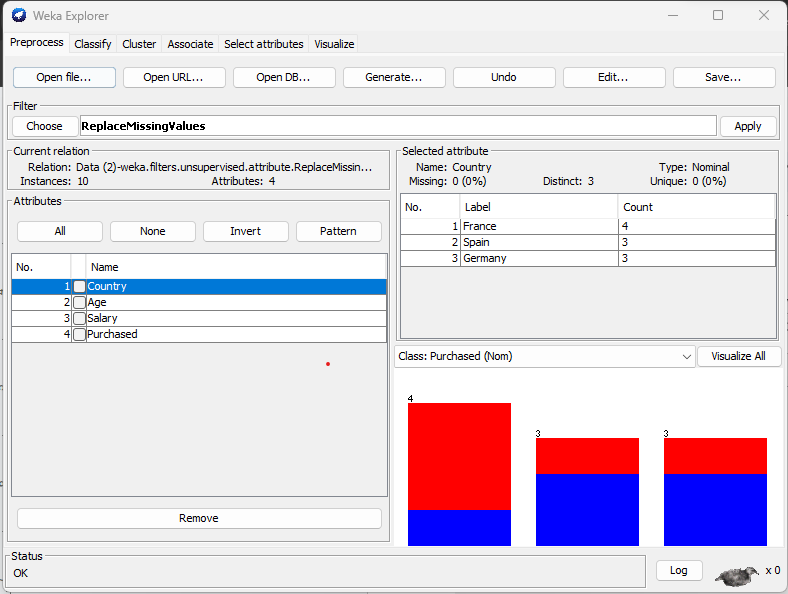 Weka Explorer
Preprocess Classify Cluster Associate Select attributes Visualize
Open file... Open URL... Open DB... Generate... Undo Edit... Save...
Filter
Choose ReplaceMissingValues Apply
Current relation
Relation: Data (2)-weka.filters.unsupervised.attribute.ReplaceMissin...
Instances: 10 Attributes: 4
Attributes
All None Invert Pattern
No. Name
1 Country
2 Age
3 Salary
4 Purchased
Remove
Selected attribute
Name: Country Type: Nominal
Missing: 0 (0%) Distinct: 3 Unique: 0 (0%)
No. Label Count
1 France 4
2 Spain 3
3 Germany 3
Class: Purchased (Nom) Visualize All
4
3
3
Status
OK
Log x 0